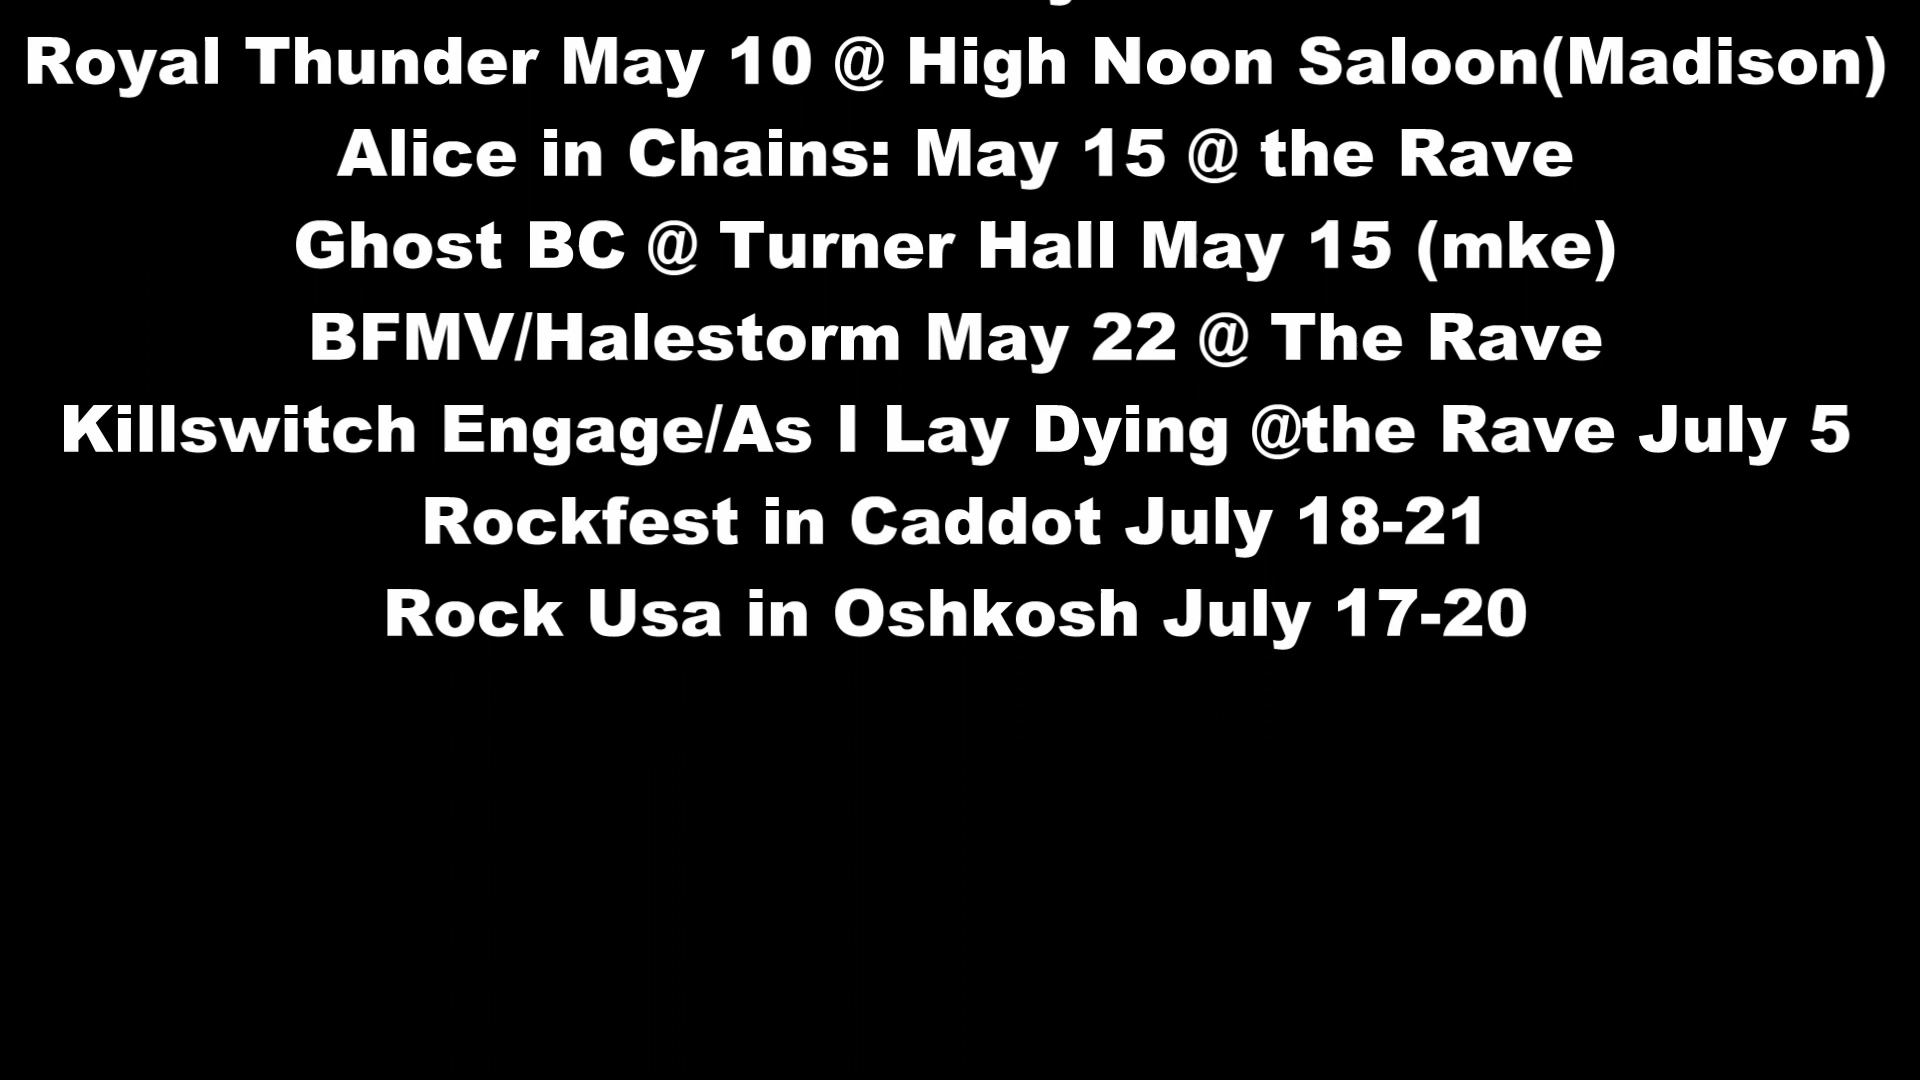 Royal Thunder May 10 @ High Noon Saloon(Madison)
Alice in Chains: May 15 @ the Rave
Ghost BC @ Turner Hall May 15 (mke)
BFMV/Halestorm May 22 @ The Rave
Killswitch Engage/As I Lay Dying @the Rave July 5
Rockfest in Caddot July 18-21
Rock Usa in Oshkosh July 17-20